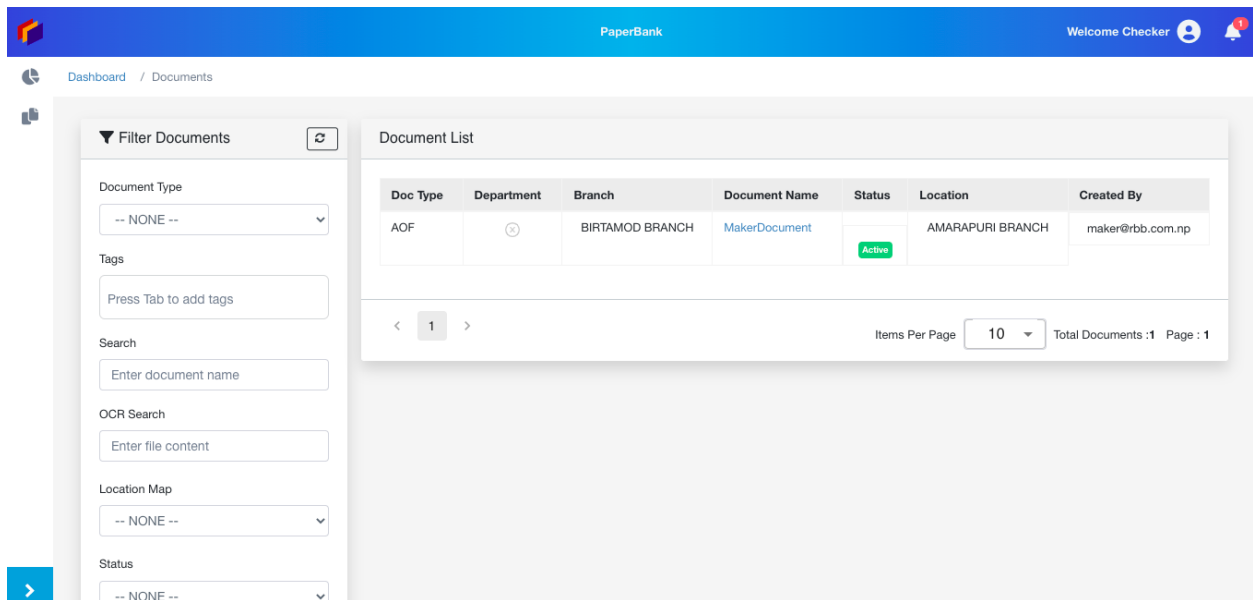 PaperBank
Welcome Checker
1
Dashboard / Documents
Filter Documents
Document Type
-- NONE --
Tags
Press Tab to add tags
Search
Enter document name
OCR Search
Enter file content
Location Map
-- NONE --
Status
-- NONE --
Document List
Doc Type Department Branch Document Name Status Location Created By
AOF BIRTAMOD BRANCH MakerDocument Active AMARAPURI BRANCH maker@rbb.com.np
< 1 >
Items Per Page 10 Total Documents :1 Page : 1